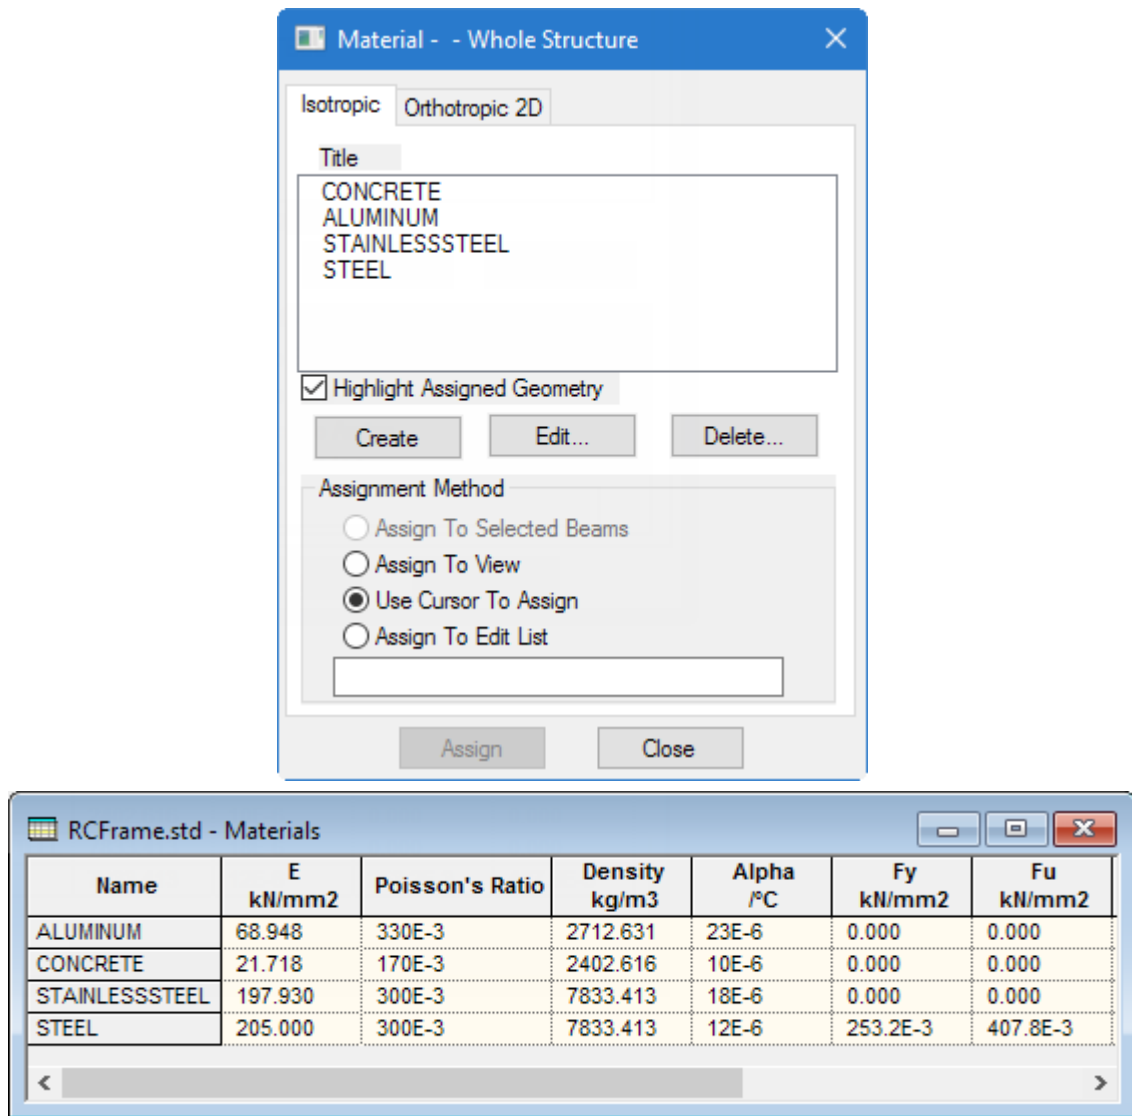 Material -  - Whole Structure
Isotropic Orthotropic 2D
Title
CONCRETE
ALUMINUM
STAINLESSSTEEL
STEEL
Highlight Assigned Geometry
Create Edit... Delete...
Assignment Method
Assign To Selected Beams
Assign To View
Use Cursor To Assign
Assign To Edit List
Assign Close
RCFrame.std - Materials
Name E kN/mm2 Poisson's Ratio Density kg/m3 Alpha /°C Fy kN/mm2 Fu kN/mm2
ALUMINUM 68.948 330E-3 2712.631 23E-6 0.000 0.000
CONCRETE 21.718 170E-3 2402.616 10E-6 0.000 0.000
STAINLESSSTEEL 197.930 300E-3 7833.413 18E-6 0.000 0.000
STEEL 205.000 300E-3 7833.413 12E-6 253.2E-3 407.8E-3